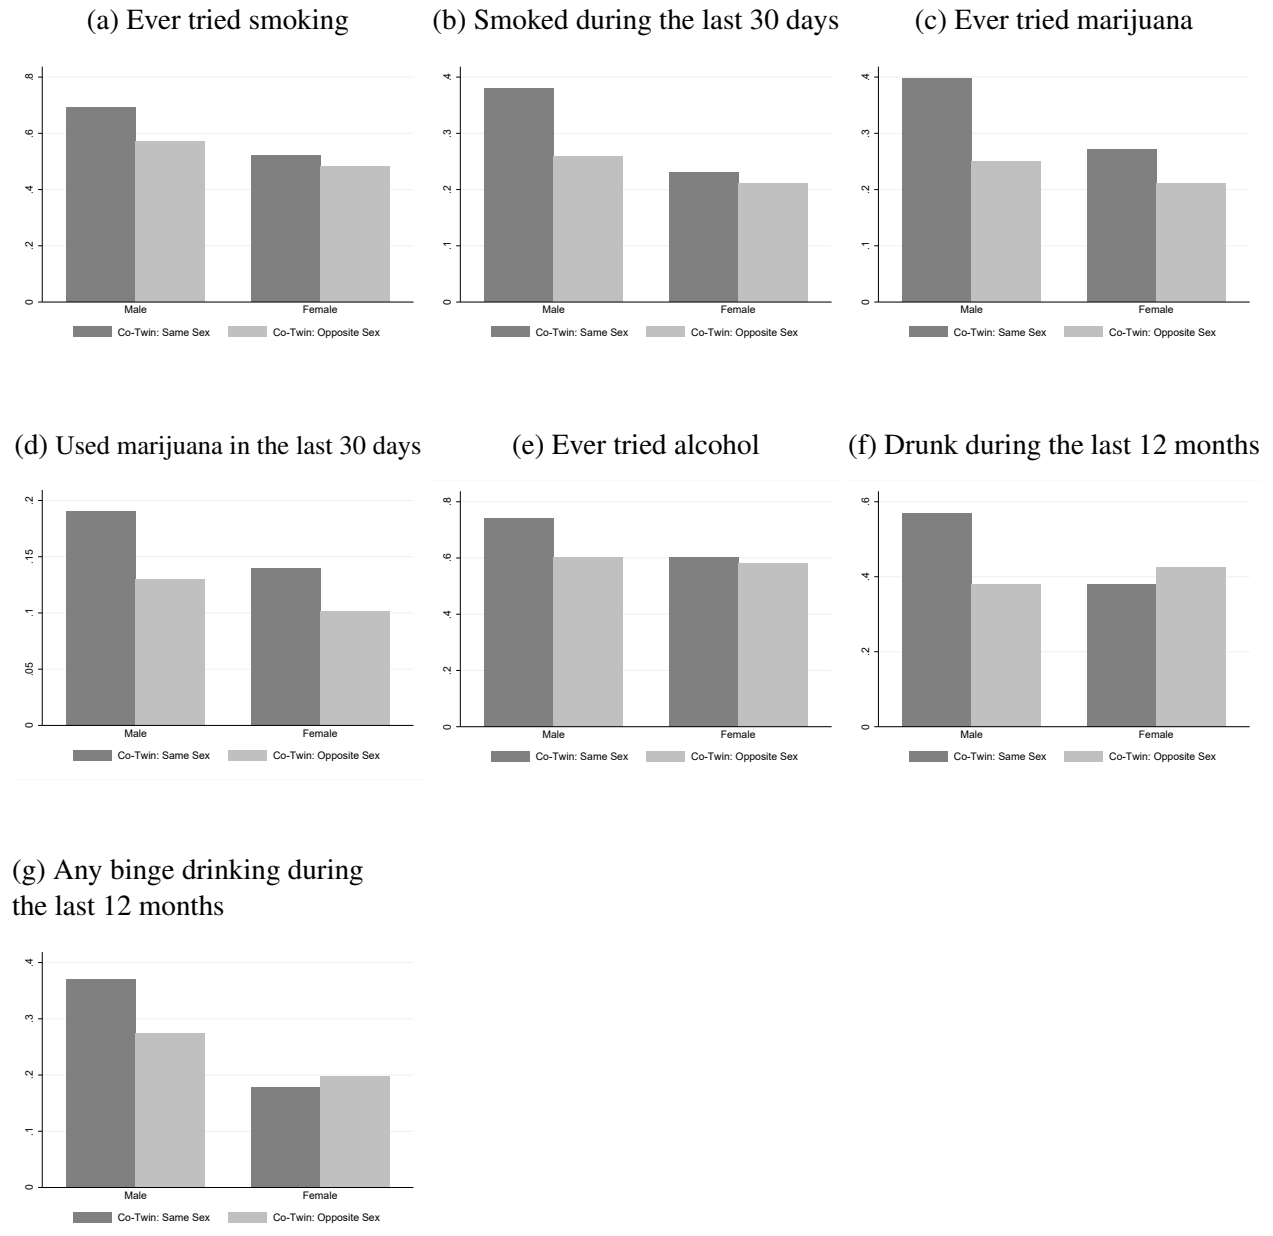 (a) Ever tried smoking
.8
.6
.4
.2
0
Male Female
Co-Twin: Same Sex Co-Twin: Opposite Sex
(b) Smoked during the last 30 days
.4
.3
.2
.1
0
Male Female
Co-Twin: Same Sex Co-Twin: Opposite Sex
(c) Ever tried marijuana
.4
.3
.2
.1
0
Male Female
Co-Twin: Same Sex Co-Twin: Opposite Sex
(d) Used marijuana in the last 30 days
.2
.15
.1
.05
0
Male Female
Co-Twin: Same Sex Co-Twin: Opposite Sex
(e) Ever tried alcohol
.8
.6
.4
.2
0
Male Female
Co-Twin: Same Sex Co-Twin: Opposite Sex
(f) Drunk during the last 12 months
.6
.4
.2
0
Male Female
Co-Twin: Same Sex Co-Twin: Opposite Sex
(g) Any binge drinking during
the last 12 months
.4
.3
.2
.1
0
Male Female
Co-Twin: Same Sex Co-Twin: Opposite Sex